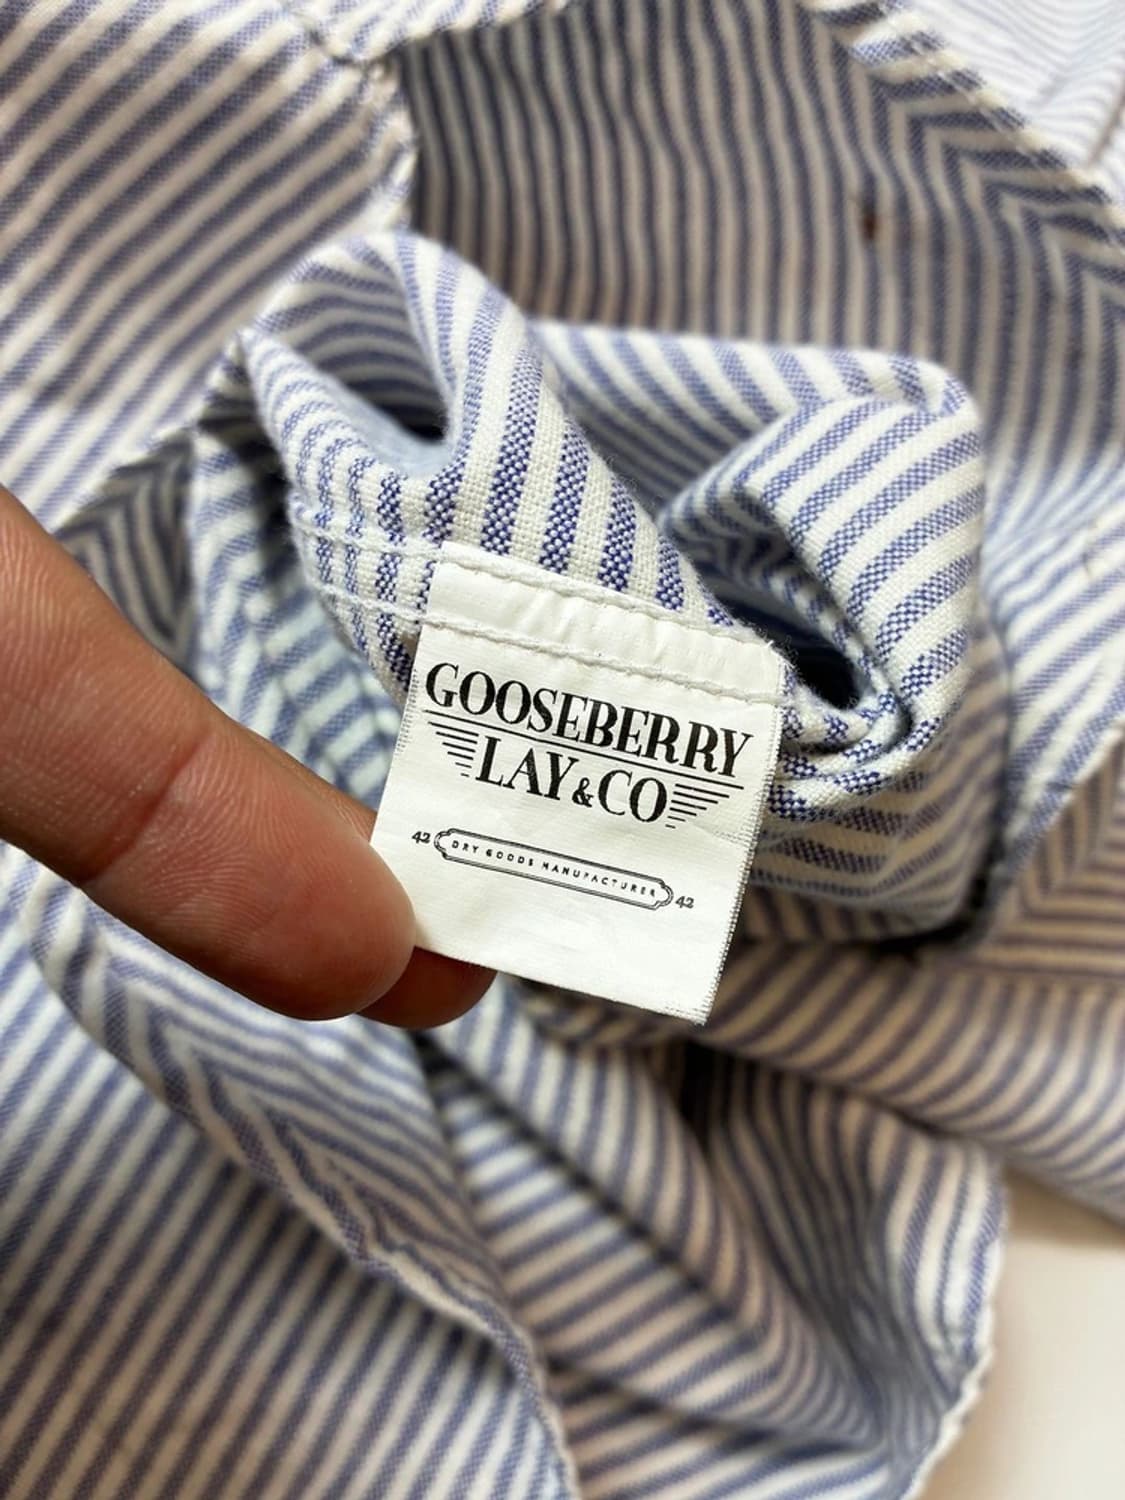 GOOSEBERRY
LAY & CO
42 DRY GOODS MANUFACTURER 42